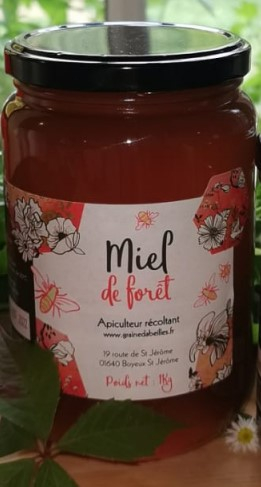 Miel
de forêt
Apiculteur récoltant
www.grainedabeilles.fr
19 route de St Jérôme
01640 Boyeux St Jérôme
Poids net : 1Kg